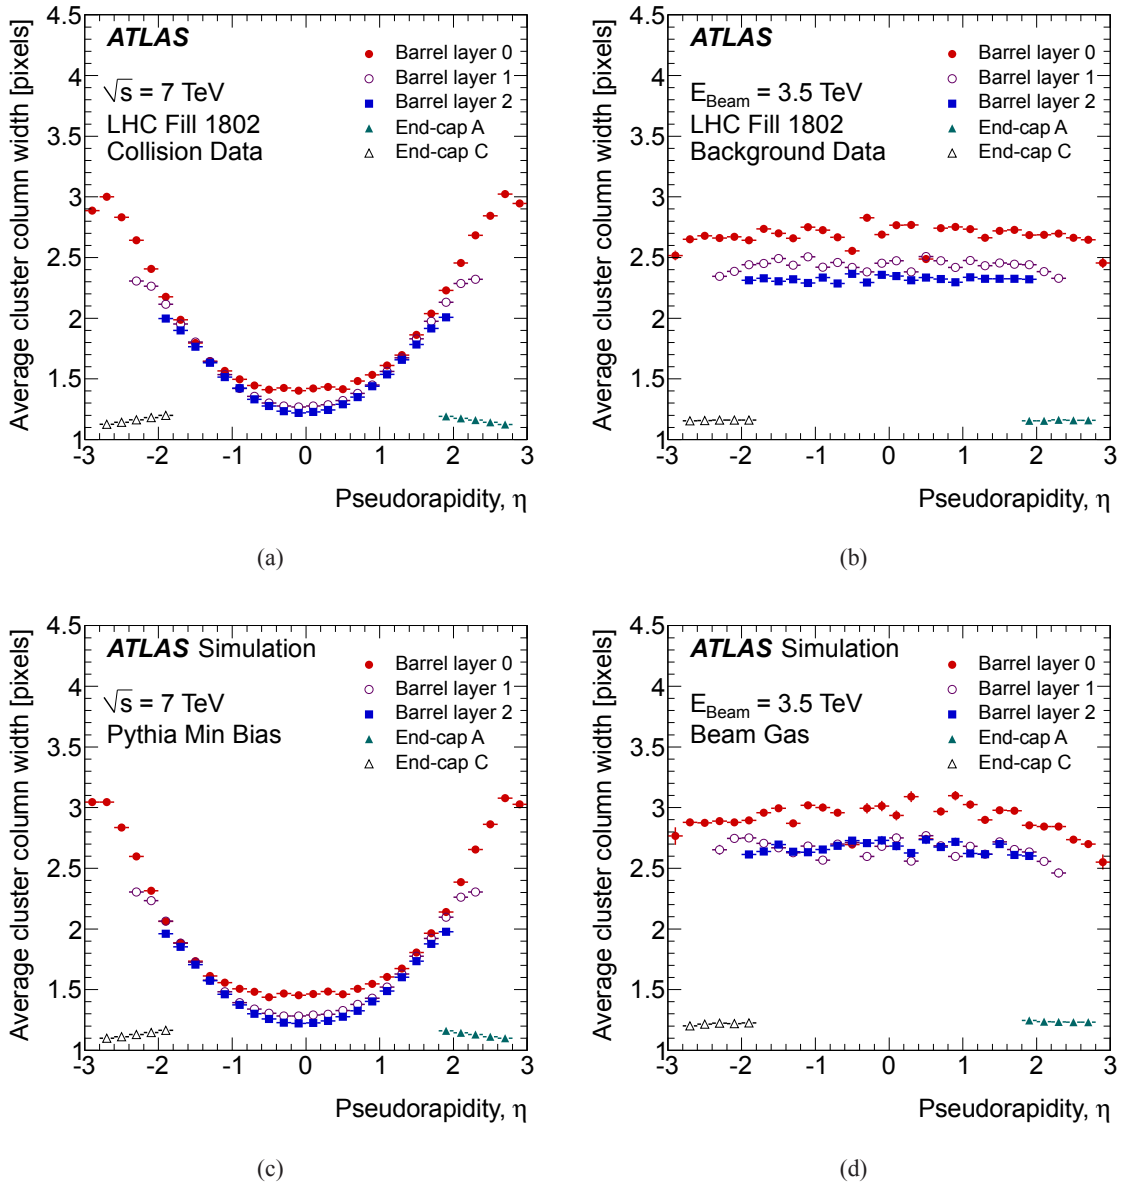 ATLAS
√s = 7 TeV
LHC Fill 1802
Collision Data
Barrel layer 0
Barrel layer 1
Barrel layer 2
End-cap A
End-cap C
Average cluster column width [pixels]
4.5
4
3.5
3
2.5
2
1.5
1
-3 -2 -1 0 1 2 3
Pseudorapidity, η
(a)
ATLAS
E_Beam = 3.5 TeV
LHC Fill 1802
Background Data
Barrel layer 0
Barrel layer 1
Barrel layer 2
End-cap A
End-cap C
Average cluster column width [pixels]
4.5
4
3.5
3
2.5
2
1.5
1
-3 -2 -1 0 1 2 3
Pseudorapidity, η
(b)
ATLAS Simulation
√s = 7 TeV
Pythia Min Bias
Barrel layer 0
Barrel layer 1
Barrel layer 2
End-cap A
End-cap C
Average cluster column width [pixels]
4.5
4
3.5
3
2.5
2
1.5
1
-3 -2 -1 0 1 2 3
Pseudorapidity, η
(c)
ATLAS Simulation
E_Beam = 3.5 TeV
Beam Gas
Barrel layer 0
Barrel layer 1
Barrel layer 2
End-cap A
End-cap C
Average cluster column width [pixels]
4.5
4
3.5
3
2.5
2
1.5
1
-3 -2 -1 0 1 2 3
Pseudorapidity, η
(d)